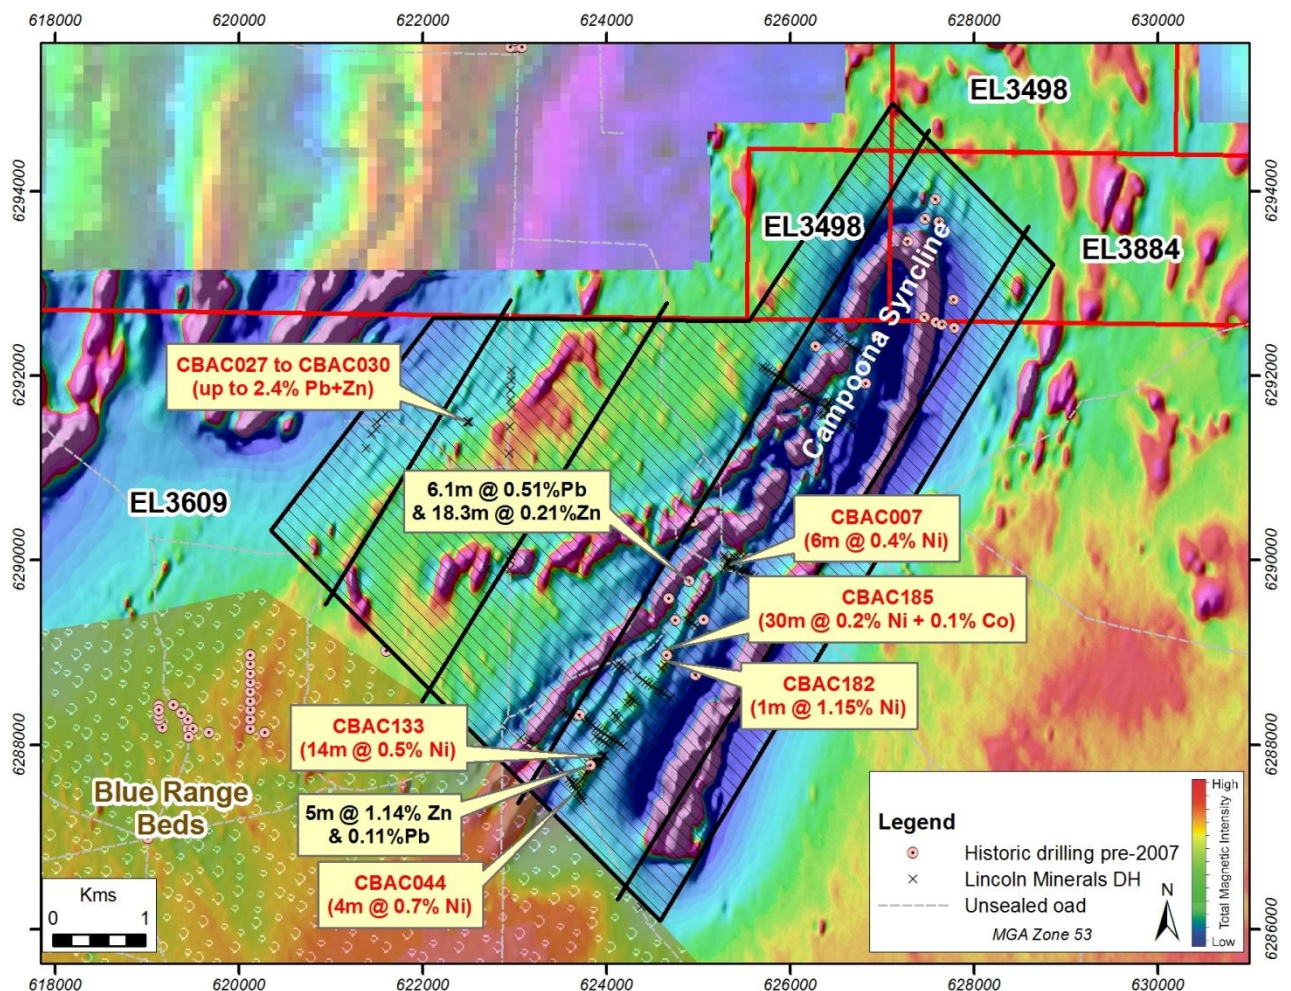 618000 620000 622000 624000 626000 628000 630000
EL3498
6294000
6294000
EL3498
EL3884
Campoona Syncline
6292000
6292000
CBAC027 to CBAC030
(up to 2.4% Pb+Zn)
6.1m @ 0.51%Pb
& 18.3m @ 0.21%Zn
EL3609
CBAC007
(6m @ 0.4% Ni)
6290000
6290000
CBAC185
(30m @ 0.2% Ni + 0.1% Co)
CBAC182
(1m @ 1.15% Ni)
CBAC133
(14m @ 0.5% Ni)
6288000
6288000
Blue Range
Beds
5m @ 1.14% Zn
& 0.11%Pb
CBAC044
(4m @ 0.7% Ni)
Kms
0 1
Legend
Historic drilling pre-2007
Lincoln Minerals DH
Unsealed oad
MGA Zone 53
N
High
Total Magnetic Intensity
Low
6286000
618000 620000 622000 624000 626000 628000 630000